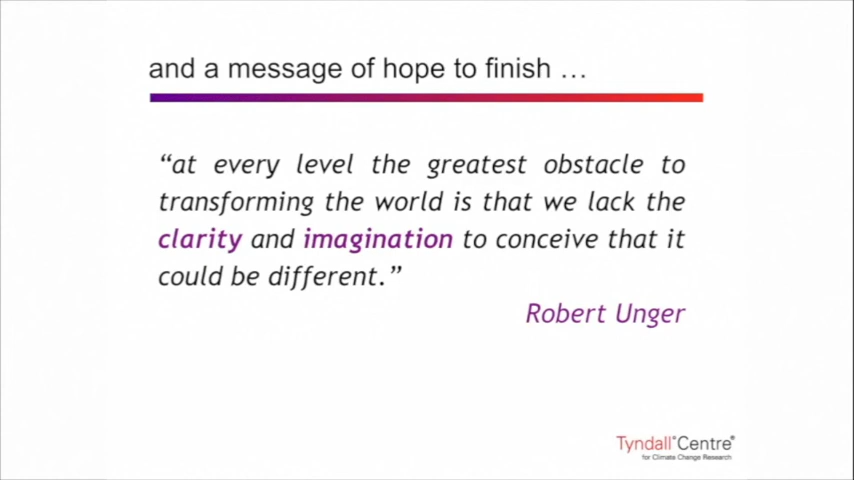 and a message of hope to finish …
“at every level the greatest obstacle to
transforming the world is that we lack the
clarity and imagination to conceive that it
could be different.”
Robert Unger
Tyndall°Centre®
for Climate Change Research